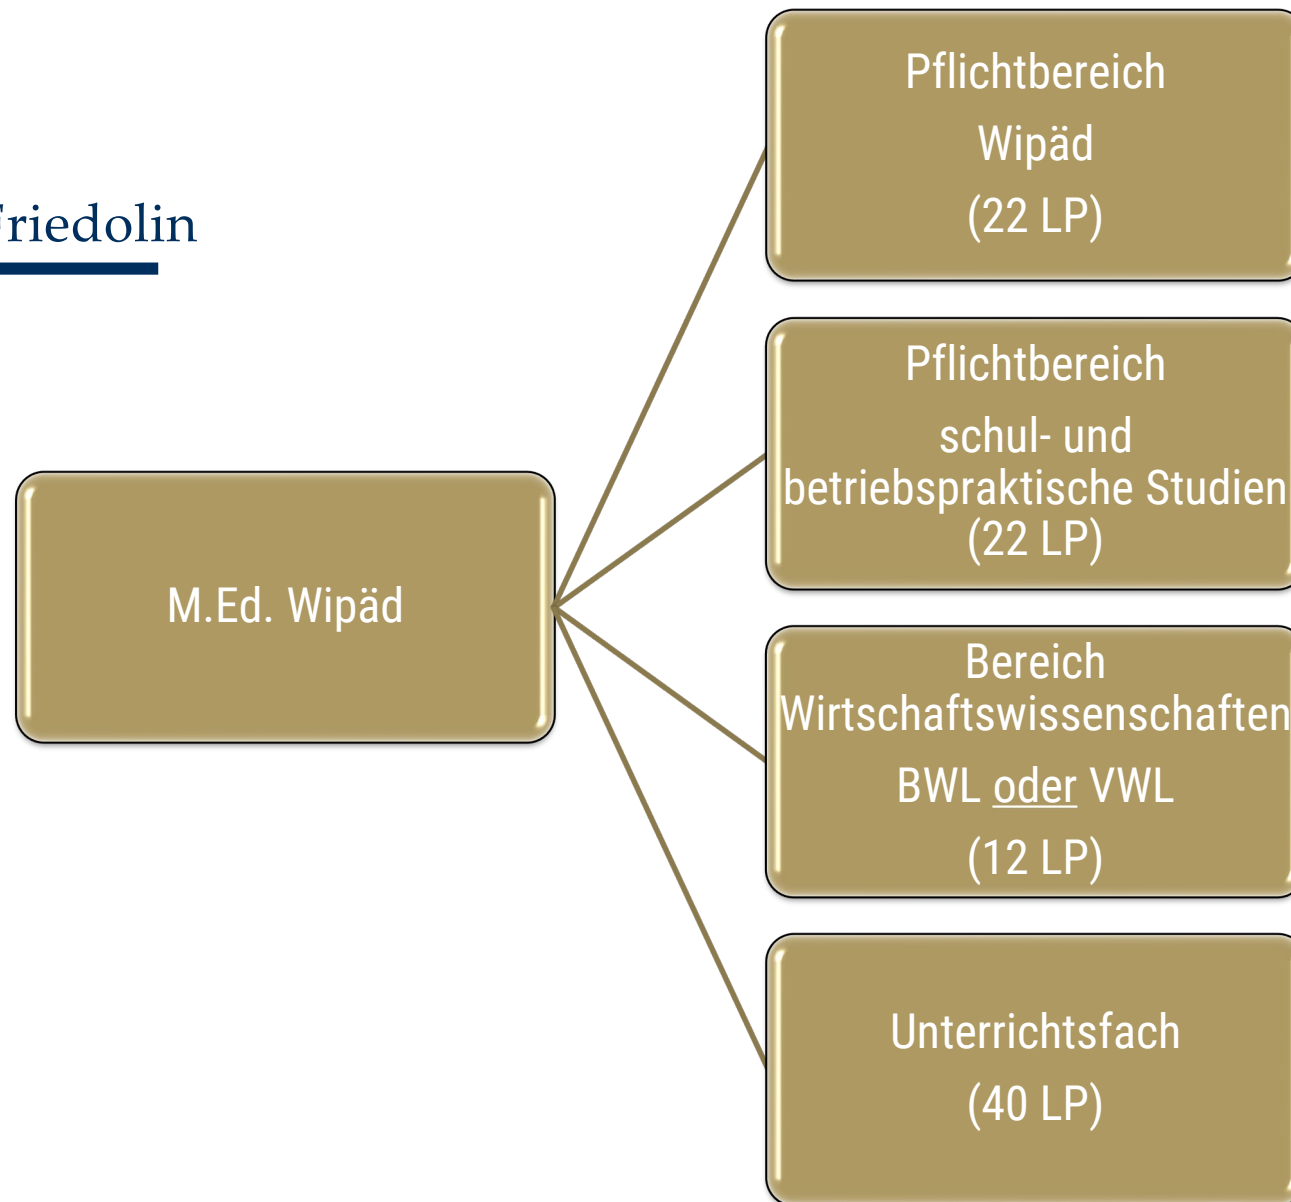 Friedolin
M.Ed. Wipäd
Pflichtbereich
Wipäd
(22 LP)
Pflichtbereich
schul- und
betriebspraktische Studien
(22 LP)
Bereich
Wirtschaftswissenschaften
BWL oder VWL
(12 LP)
Unterrichtsfach
(40 LP)